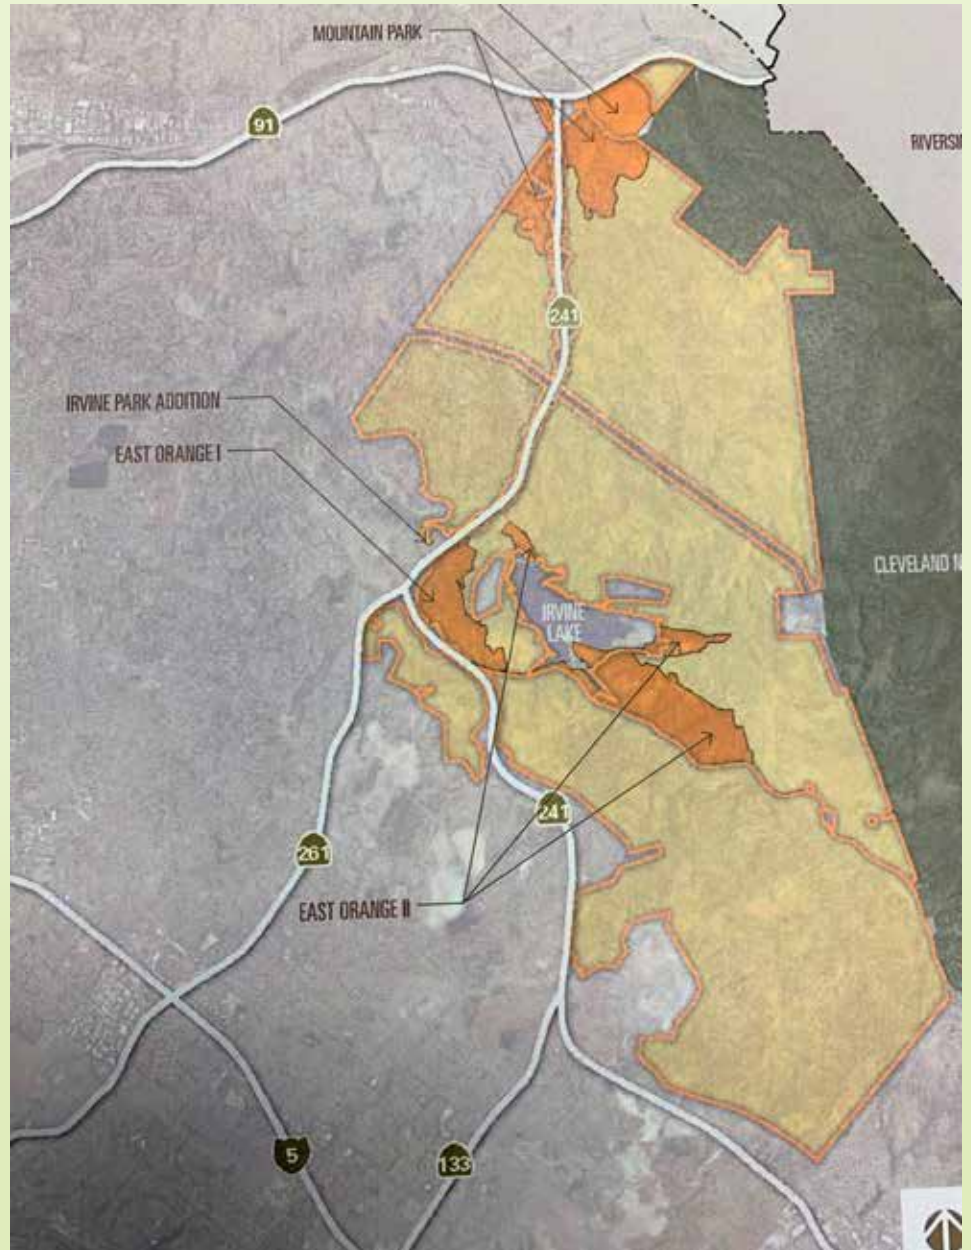 MOUNTAIN PARK
91
RIVERSI
241
IRVINE PARK ADDITION
EAST ORANGE I
CLEVELAND N
IRVINE
LAKE
241
261
EAST ORANGE II
5
133